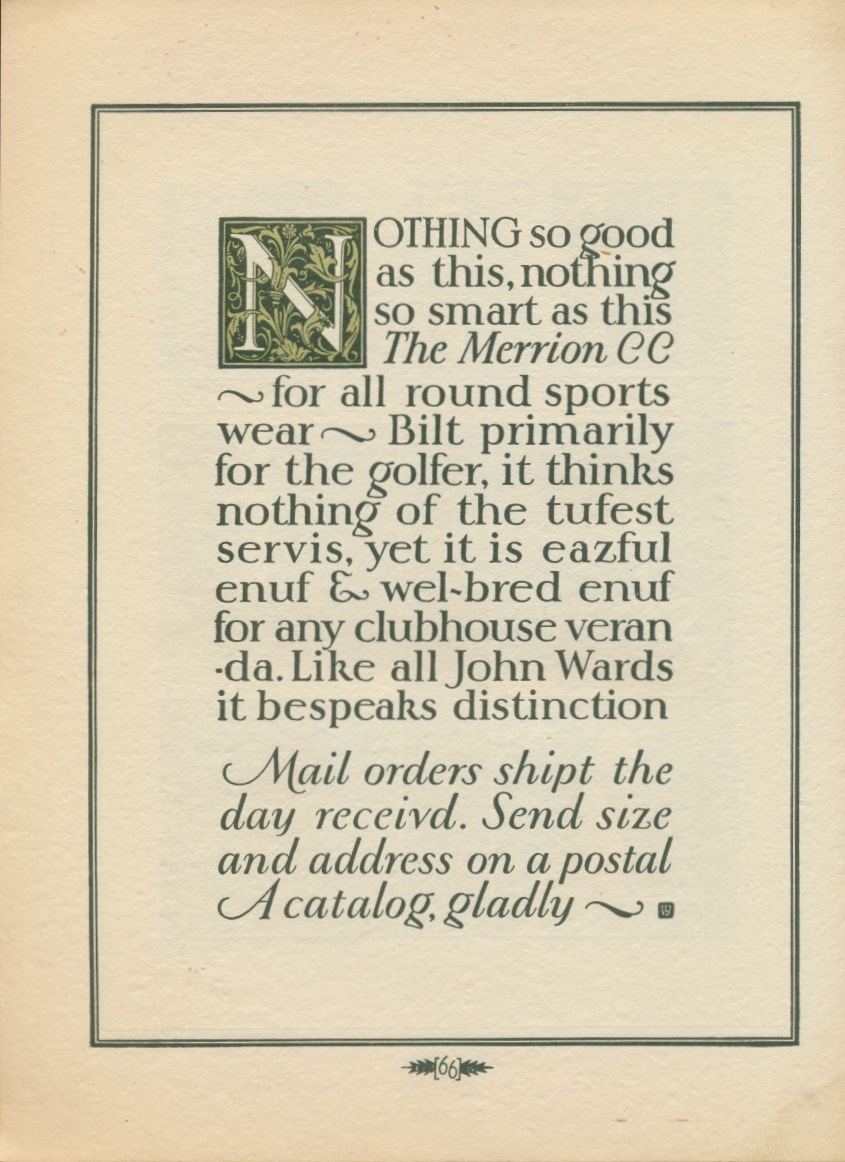 NOTHING so good
as this, nothing
so smart as this
The Merrion CC
~for all round sports
wear~ Bilt primarily
for the golfer, it thinks
nothing of the tufest
servis, yet it is eazful
enuf & wel-bred enuf
for any clubhouse veran
-da. Like all John Wards
it bespeaks distinction
Mail orders shipt the
day receivd. Send size
and address on a postal
A catalog, gladly ~
[66]